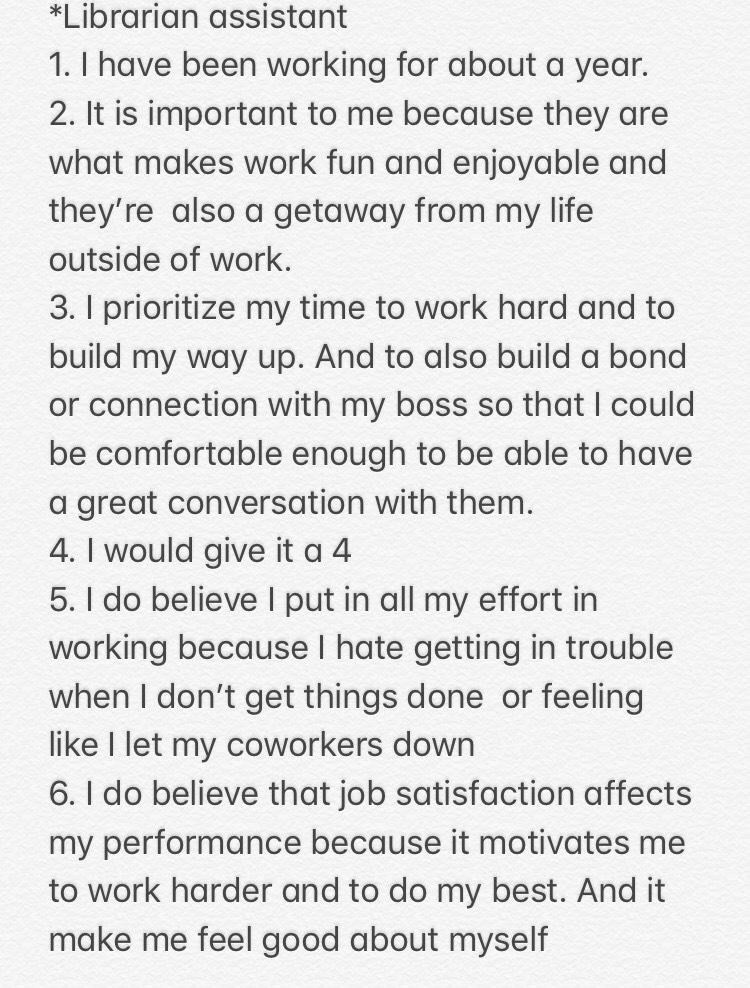 *Librarian assistant
1. I have been working for about a year.
2. It is important to me because they are
what makes work fun and enjoyable and
they’re  also a getaway from my life
outside of work.
3. I prioritize my time to work hard and to
build my way up. And to also build a bond
or connection with my boss so that I could
be comfortable enough to be able to have
a great conversation with them.
4. I would give it a 4
5. I do believe I put in all my effort in
working because I hate getting in trouble
when I don’t get things done  or feeling
like I let my coworkers down
6. I do believe that job satisfaction affects
my performance because it motivates me
to work harder and to do my best. And it
make me feel good about myself